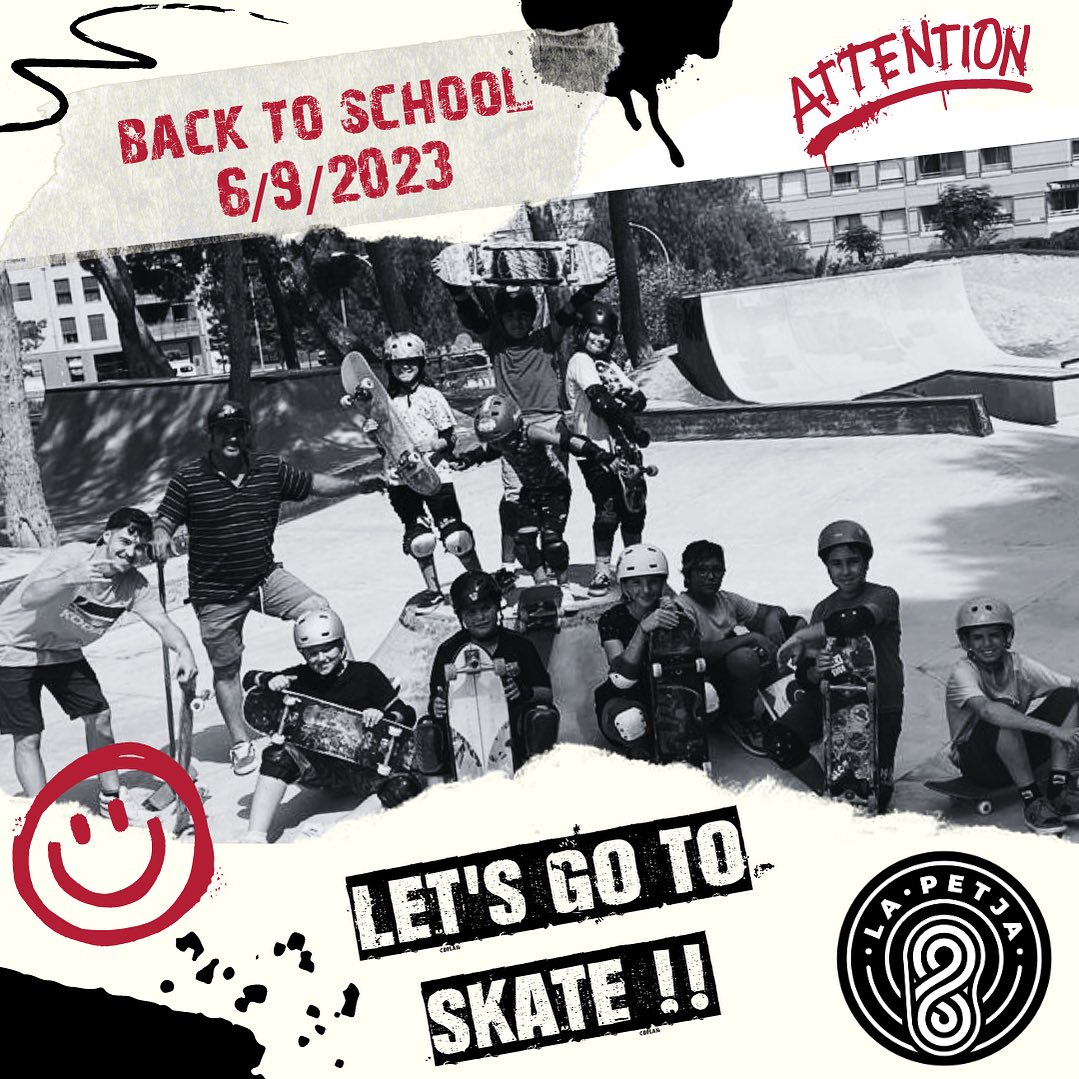 BACK TO SCHOOL
6/9/2023
ATTENTION
LET'S GO TO
SKATE !!
LA·PETJA